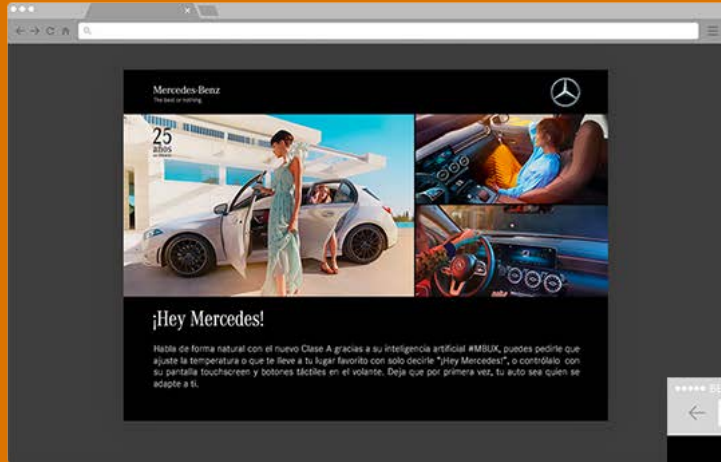 Mercedes-Benz
The best or nothing.
25
años
¡Hey Mercedes!
Habla de forma natural con el nuevo Clase A gracias a su inteligencia artificial #MBUX, puedes pedirle que
ajuste la temperatura o que te lleve a tu lugar favorito con solo decirle "¡Hey Mercedes!", o contrólalo con
su pantalla touchscreen y botones táctiles en el volante. Deja que por primera vez, tu auto sea quien se
adapte a ti.